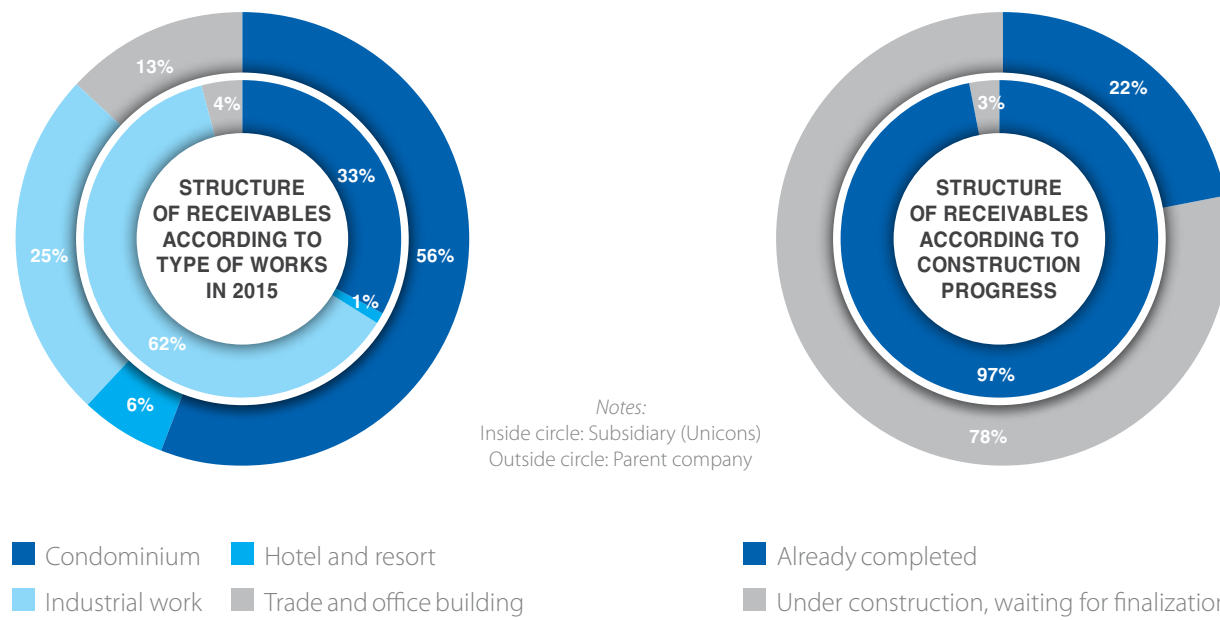 13%
4%
33%
STRUCTURE
OF RECEIVABLES
ACCORDING TO
TYPE OF WORKS
IN 2015
25%
56%
1%
62%
6%
22%
3%
STRUCTURE
OF RECEIVABLES
ACCORDING TO
CONSTRUCTION
PROGRESS
97%
78%
Notes:
Inside circle: Subsidiary (Unicons)
Outside circle: Parent company
Condominium
Hotel and resort
Industrial work
Trade and office building
Already completed
Under construction, waiting for finalization